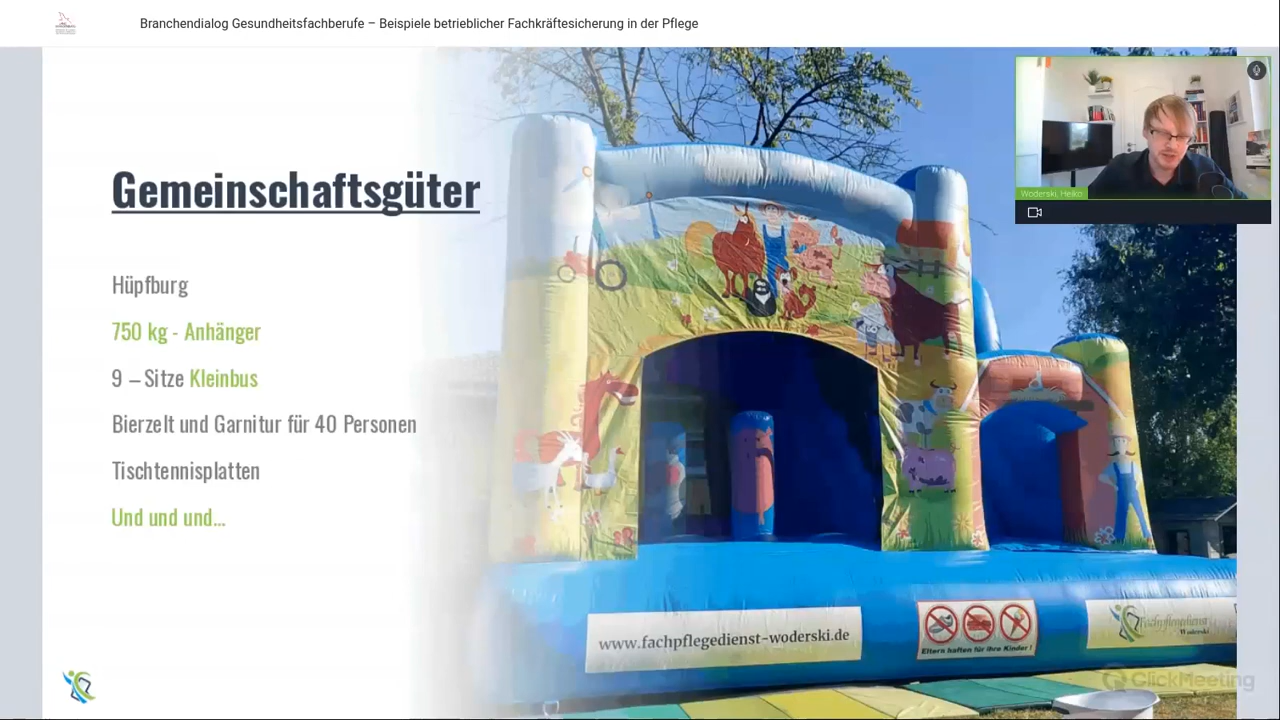 Branchendialog Gesundheitsfachberufe – Beispiele betrieblicher Fachkräftesicherung in der Pflege
Woderski, Heiko
Gemeinschaftsgüter
Hüpfburg
750 kg - Anhänger
9 – Sitze Kleinbus
Bierzelt und Garnitur für 40 Personen
Tischtennisplatten
Und und und...
www.fachpflegedienst-woderski.de
Eltern haften für ihre Kinder !
Fachpflegedienst
Woderski
ClickMeeting